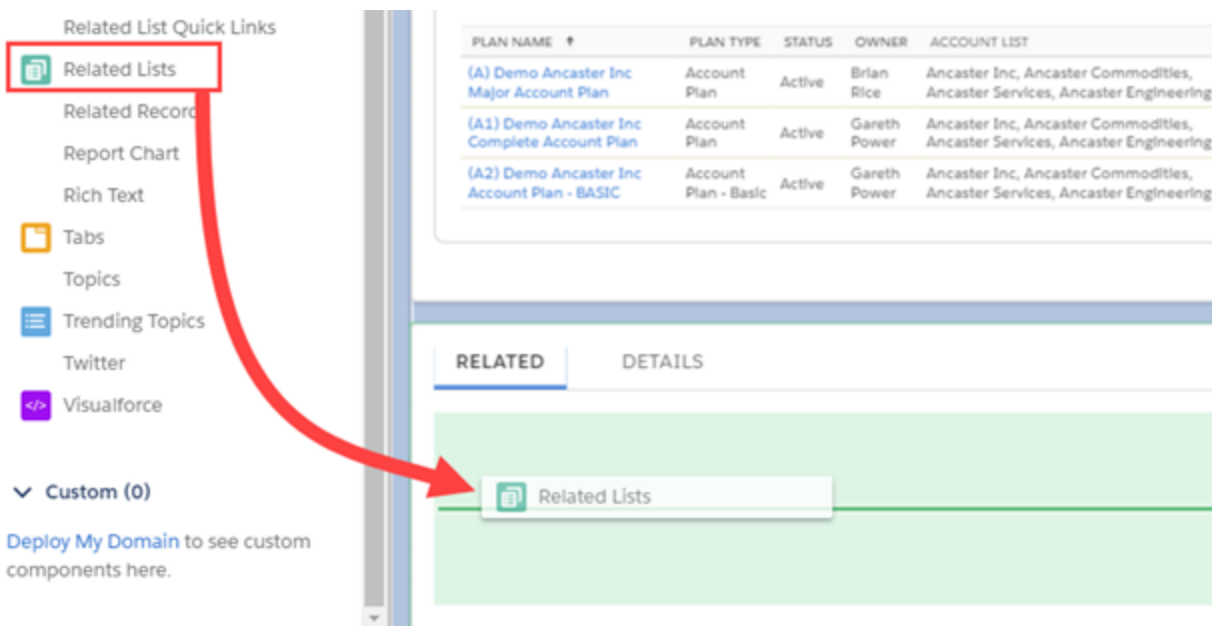 Related List Quick Links
Related Lists
Related Record
Report Chart
Rich Text
Tabs
Topics
Trending Topics
Twitter
Visualforce
Custom (0)
Deploy My Domain to see custom
components here.
PLAN NAME PLAN TYPE STATUS OWNER ACCOUNT LIST
(A) Demo Ancaster Inc Account Brian Ancaster Inc, Ancaster Commodities,
Major Account Plan Plan Active Rice Ancaster Services, Ancaster Engineering
(A1) Demo Ancaster Inc Account Gareth Ancaster Inc, Ancaster Commodities,
Complete Account Plan Plan Active Power Ancaster Services, Ancaster Engineering
(A2) Demo Ancaster Inc Account Gareth Ancaster Inc, Ancaster Commodities,
Account Plan - BASIC Plan - Basic Active Power Ancaster Services, Ancaster Engineering
RELATED DETAILS
Related Lists